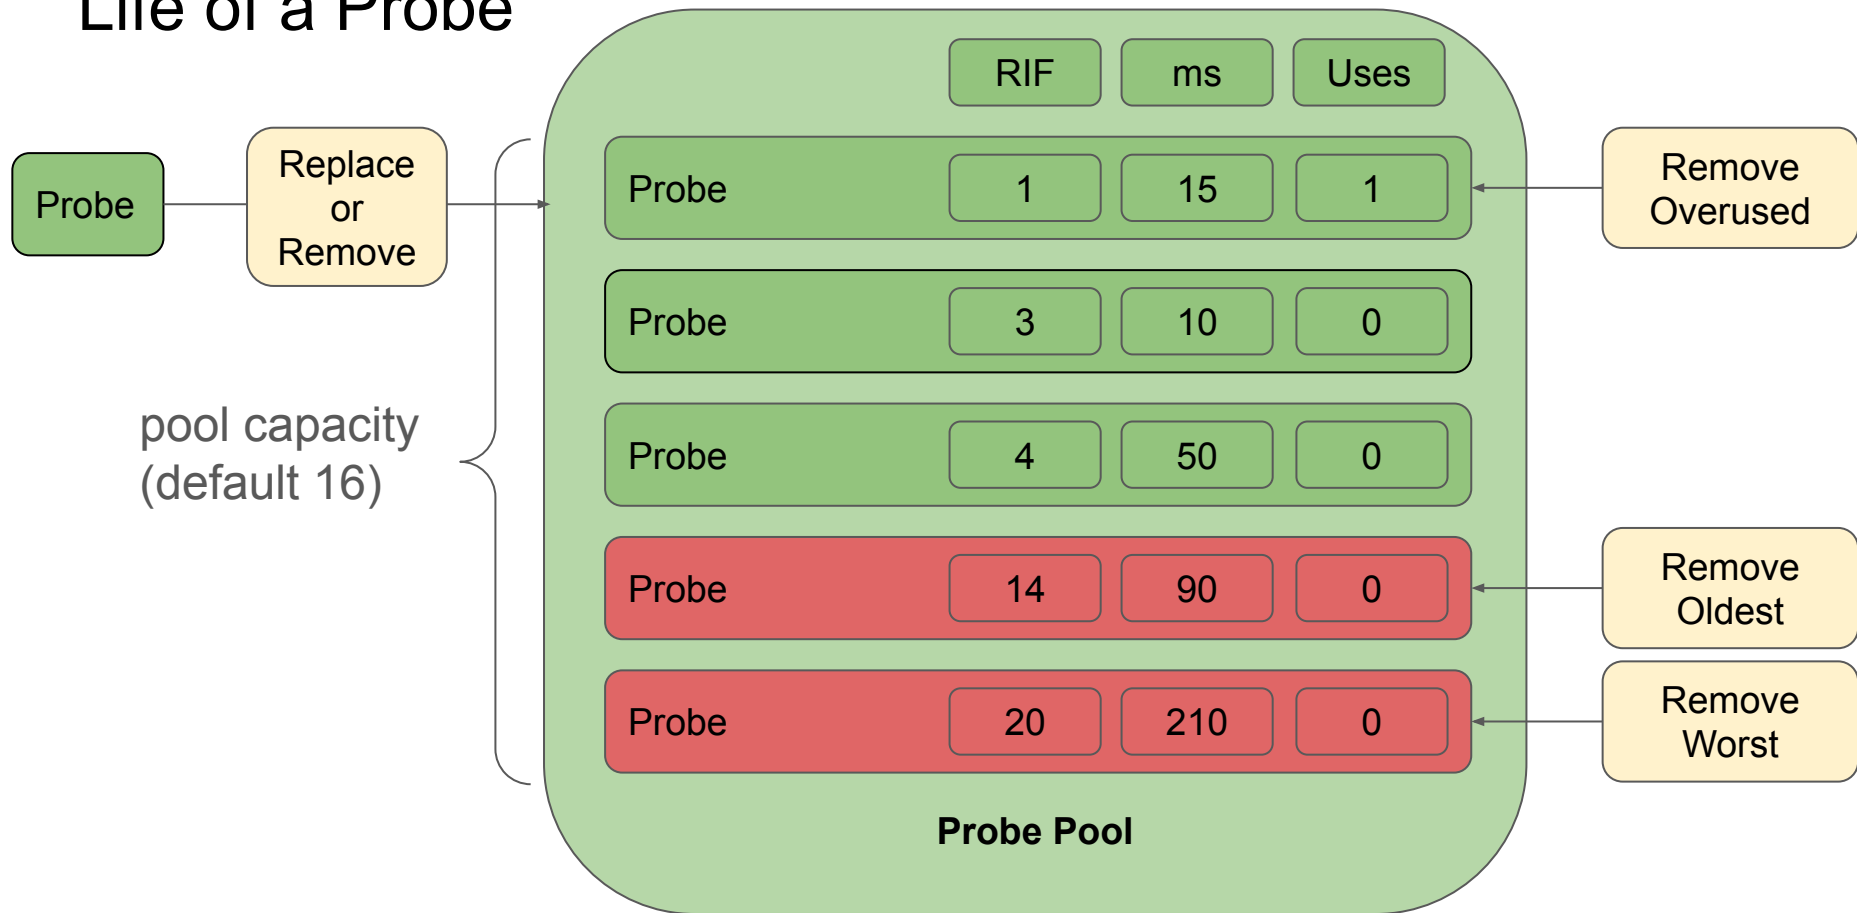 Life of a Probe
RIF ms Uses
Probe
Replace
or
Remove
Probe 1 15 1
Remove
Overused
Probe 3 10 0
pool capacity
(default 16)
Probe 4 50 0
Probe 14 90 0
Remove
Oldest
Probe 20 210 0
Remove
Worst
Probe Pool